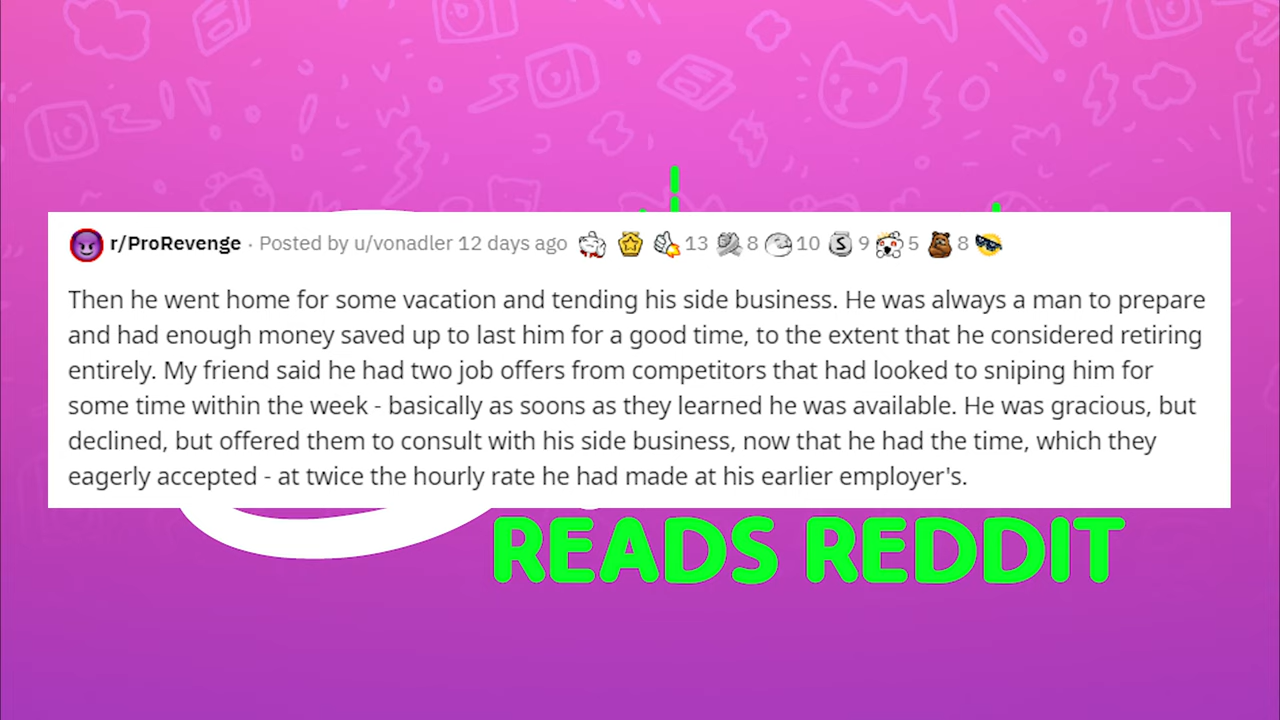 r/ProRevenge · Posted by u/vonadler 12 days ago 13 8 10 S 9 5 8
Then he went home for some vacation and tending his side business. He was always a man to prepare
and had enough money saved up to last him for a good time, to the extent that he considered retiring
entirely. My friend said he had two job offers from competitors that had looked to sniping him for
some time within the week - basically as soons as they learned he was available. He was gracious, but
declined, but offered them to consult with his side business, now that he had the time, which they
eagerly accepted - at twice the hourly rate he had made at his earlier employer's.
READS REDDIT